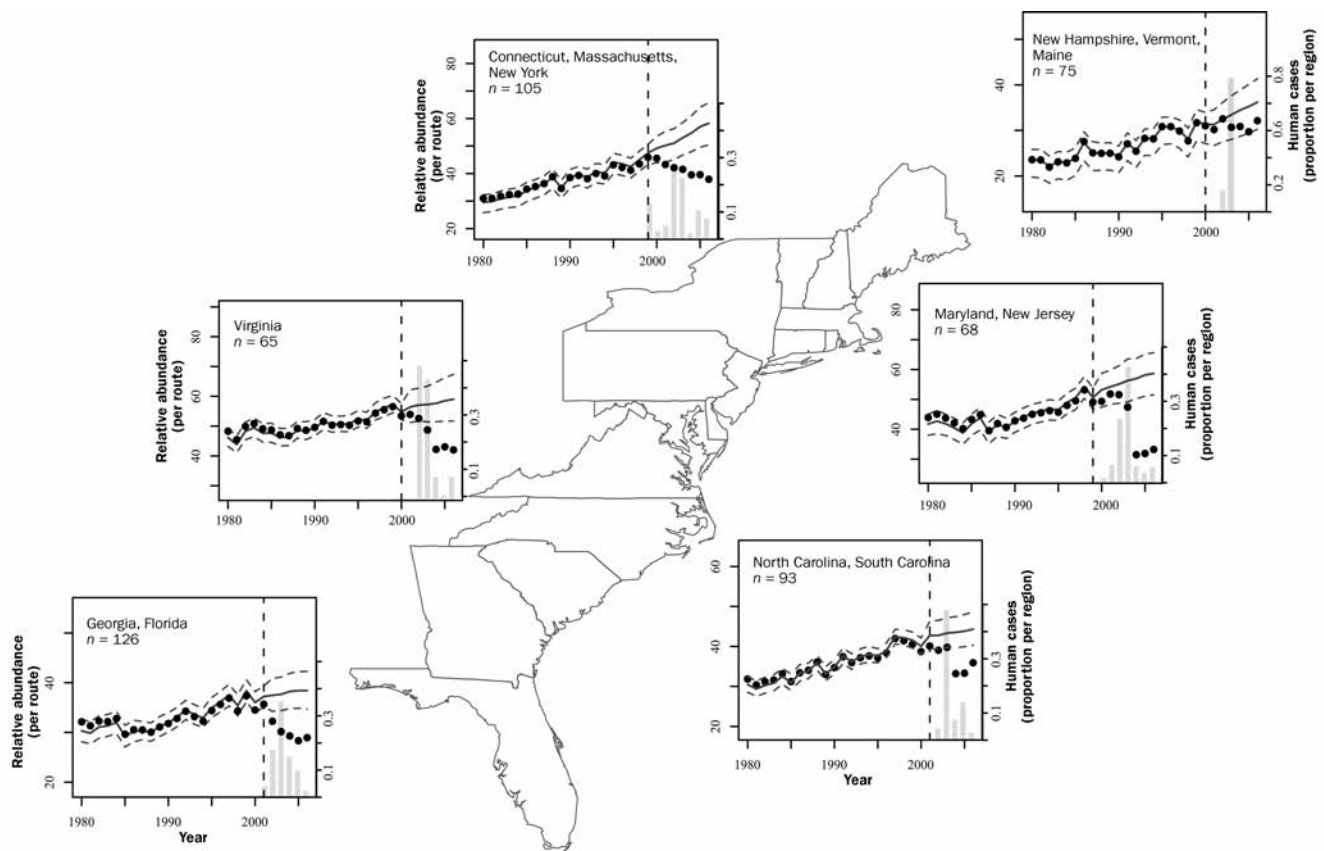 Connecticut, Massachusetts,
New York
n = 105
Relative abundance
(per route)
80
60
40
20
0.3
0.1
1980
1990
2000
New Hampshire, Vermont,
Maine
n = 75
40
20
0.8
0.6
0.4
0.2
Human cases
(proportion per region)
1980
1990
2000
Virginia
n = 65
Relative abundance
(per route)
80
60
40
0.3
0.1
1980
1990
2000
Maryland, New Jersey
n = 68
80
60
40
0.3
0.1
Human cases
(proportion per region)
1980
1990
2000
North Carolina, South Carolina
n = 93
60
40
20
0.3
0.1
Human cases
(proportion per region)
1980
1990
2000
Year
Georgia, Florida
n = 126
Relative abundance
(per route)
40
20
0.3
0.1
1980
1990
2000
Year